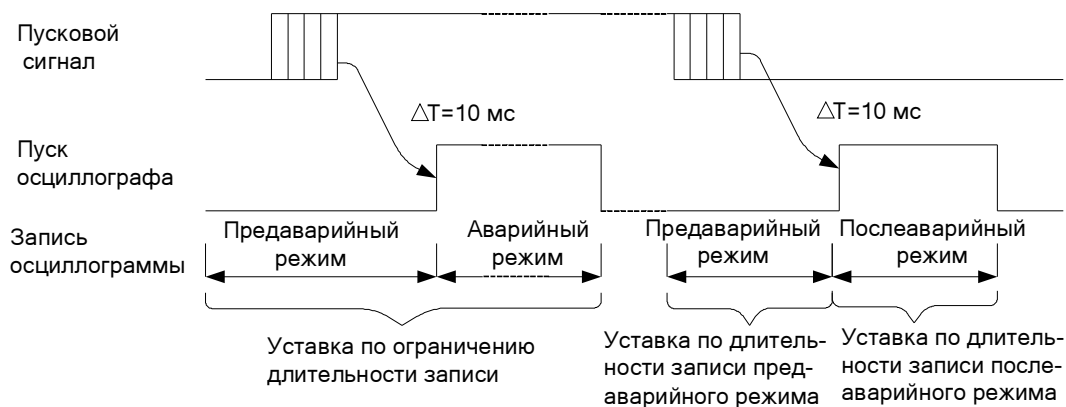 Пусковой
сигнал
△T=10 мс
△T=10 мс
Пуск
осциллографа
Запись
осциллограммы
Предаварийный
режим
Аварийный
режим
Предаварийный
режим
Послеаварийный
режим
Уставка по ограничению
длительности записи
Уставка по длитель-
ности записи пред-
аварийного режима
Уставка по длитель-
ности записи после-
аварийного режима